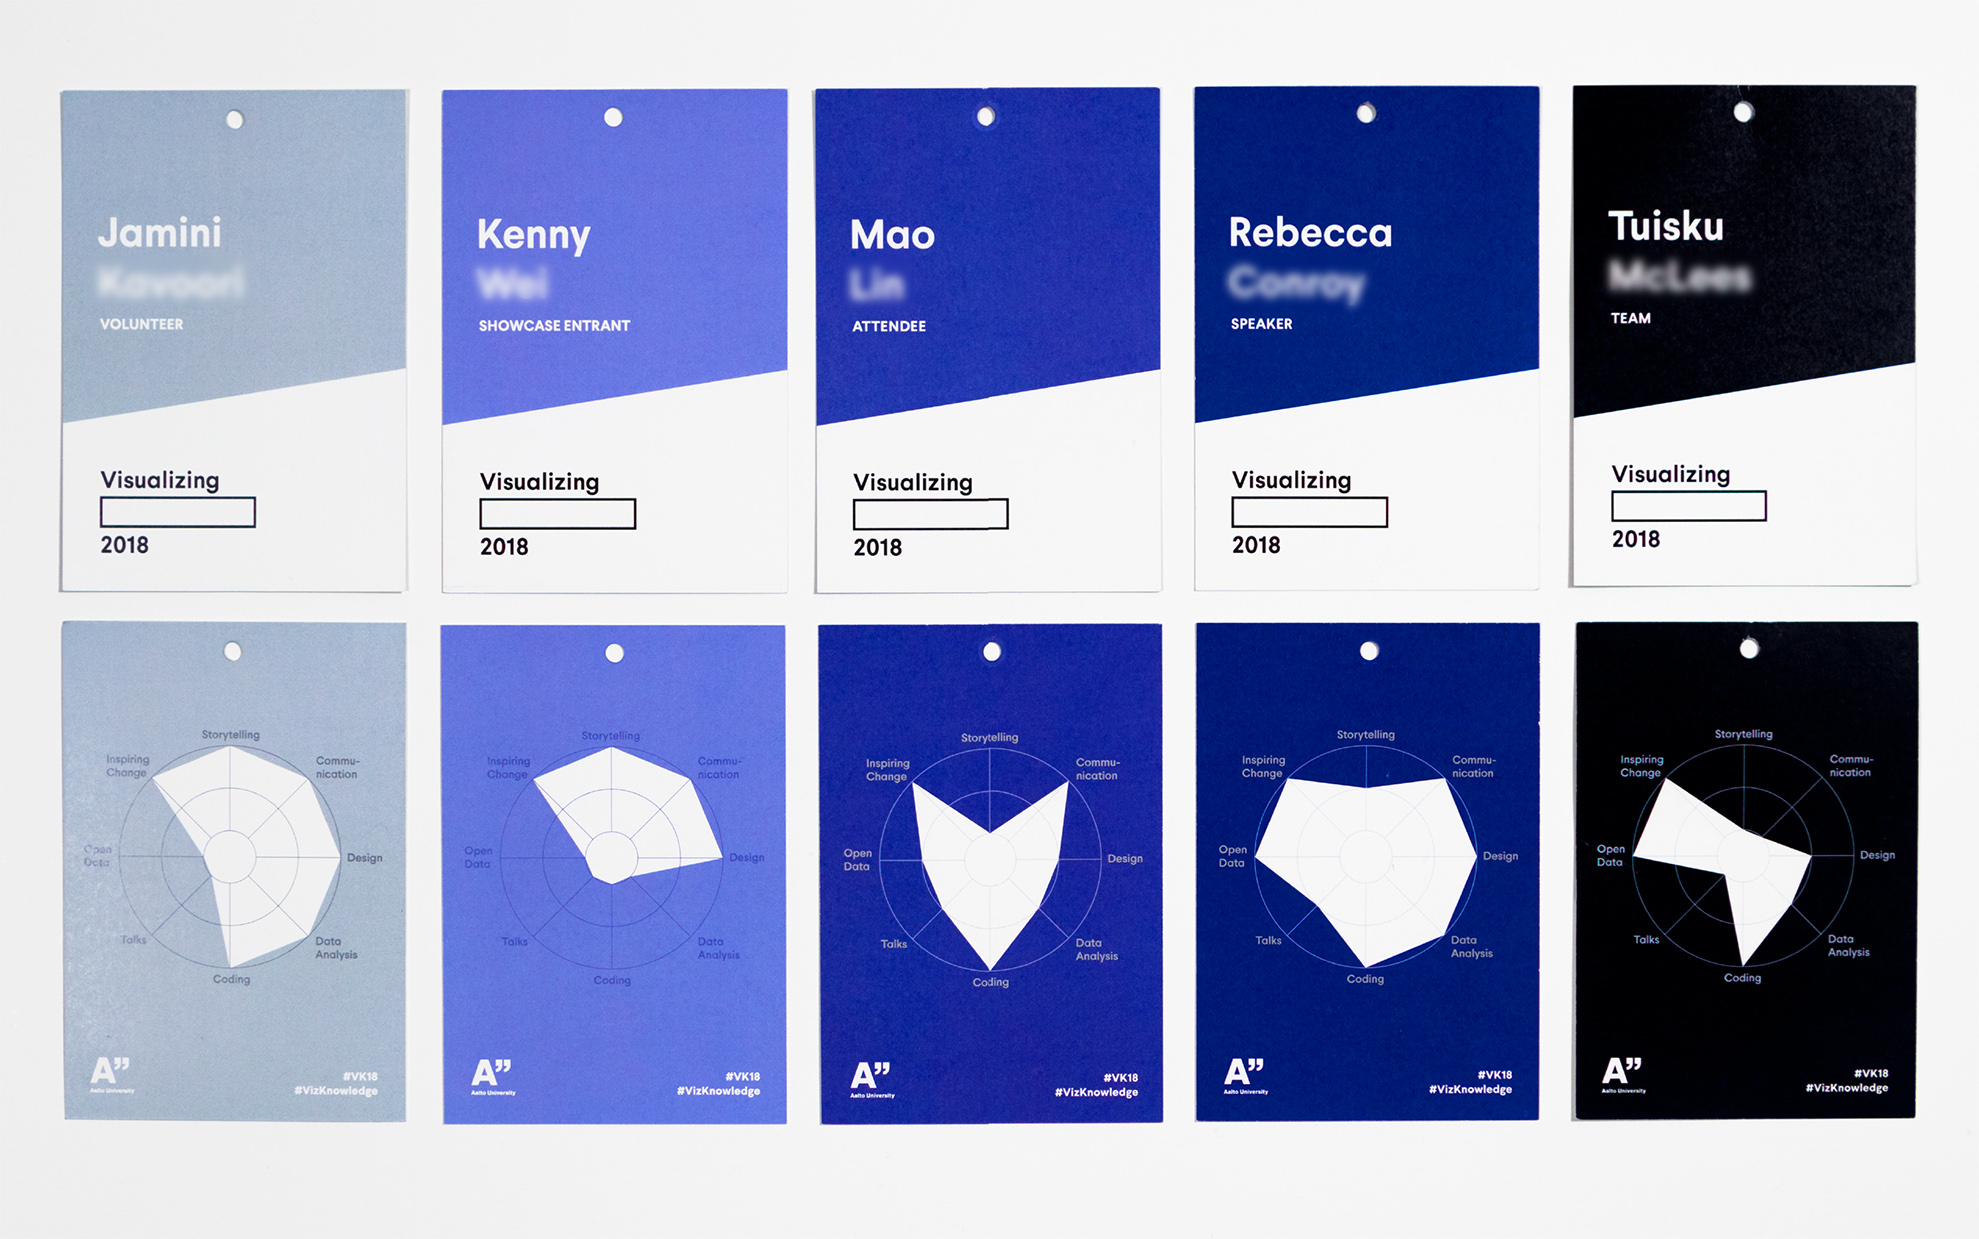 Jamini
VOLUNTEER
Visualizing
2018
Kenny
SHOWCASE ENTRANT
Visualizing
2018
Mao
ATTENDEE
Visualizing
2018
Rebecca
SPEAKER
Visualizing
2018
Tuisku
TEAM
Visualizing
2018
Storytelling
Inspiring
Change
Commu-
nication
Open
Data
Design
Talks
Data
Analysis
Coding
A”
Aalto University
#VK18
#VizKnowledge
Storytelling
Inspiring
Change
Commu-
nication
Open
Data
Design
Talks
Data
Analysis
Coding
A”
Aalto University
#VK18
#VizKnowledge
Storytelling
Inspiring
Change
Commu-
nication
Open
Data
Design
Talks
Data
Analysis
Coding
A”
Aalto University
#VK18
#VizKnowledge
Storytelling
Inspiring
Change
Commu-
nication
Open
Data
Design
Talks
Data
Analysis
Coding
A”
Aalto University
#VK18
#VizKnowledge
Storytelling
Inspiring
Change
Commu-
nication
Open
Data
Design
Talks
Data
Analysis
Coding
A”
Aalto University
#VK18
#VizKnowledge